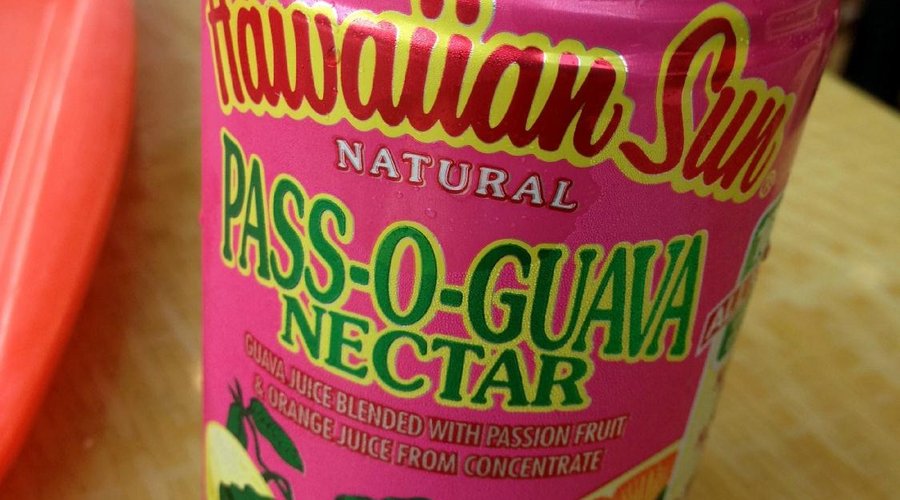 Hawaiian Sun®
NATURAL
PASS-O-GUAVA
NECTAR
GUAVA JUICE BLENDED WITH PASSION FRUIT
& ORANGE JUICE FROM CONCENTRATE